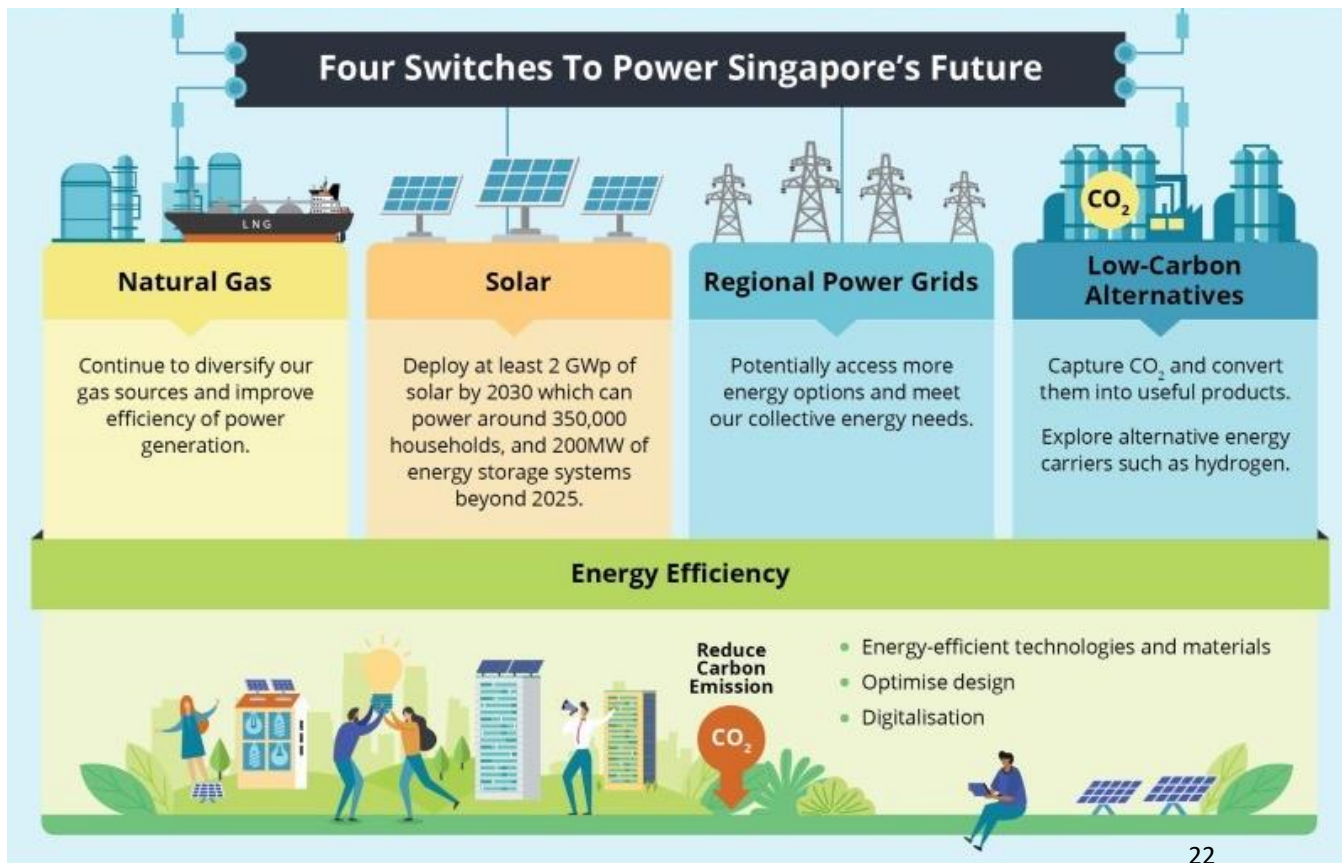 Four Switches To Power Singapore's Future
LNG
CO₂
Natural Gas
Continue to diversify our
gas sources and improve
efficiency of power
generation.
Solar
Deploy at least 2 GWp of
solar by 2030 which can
power around 350,000
households, and 200MW of
energy storage systems
beyond 2025.
Regional Power Grids
Potentially access more
energy options and meet
our collective energy needs.
Low-Carbon
Alternatives
Capture CO₂ and convert
them into useful products.
Explore alternative energy
carriers such as hydrogen.
Energy Efficiency
Reduce
Carbon
Emission
CO₂
• Energy-efficient technologies and materials
• Optimise design
• Digitalisation
22